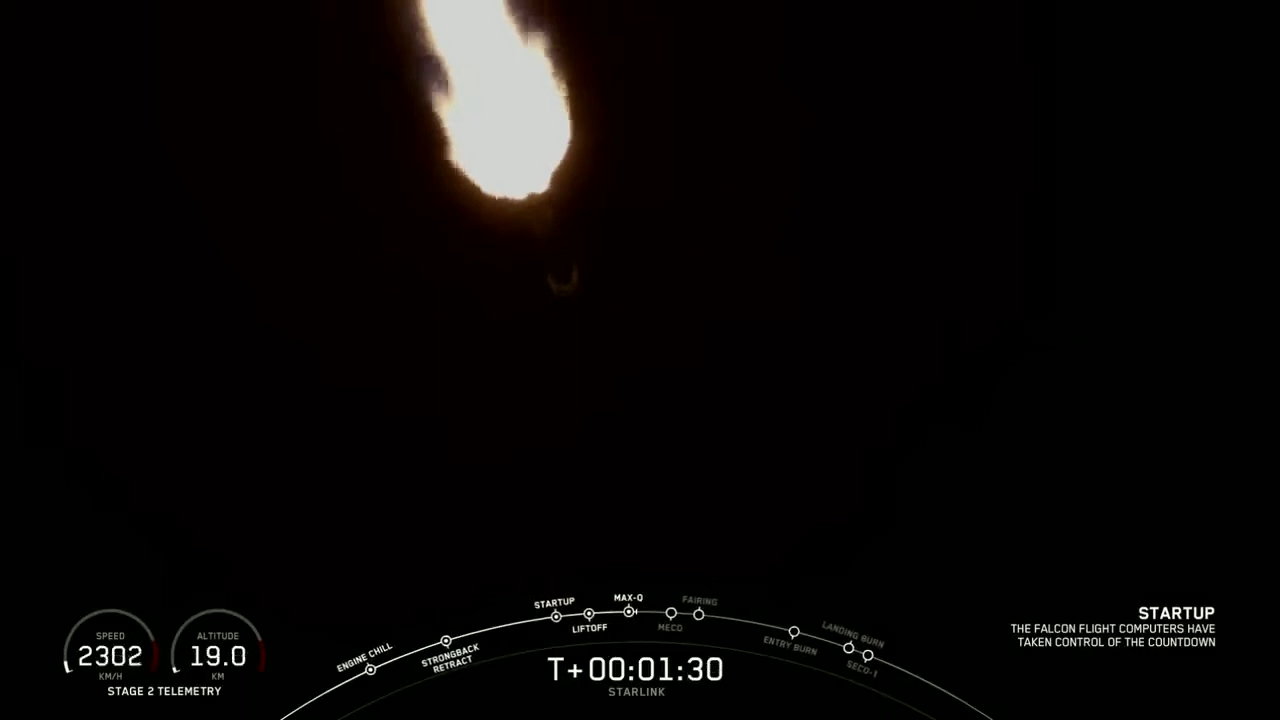 STARTUP
MAX-Q
FAIRING
LIFTOFF
MECO
ENGINE CHILL
STRONGBACK
RETRACT
ENTRY BURN
LANDING BURN
SECO-1
SPEED
2302
KM/H
ALTITUDE
19.0
KM
STAGE 2 TELEMETRY
T+00:01:30
STARLINK
STARTUP
THE FALCON FLIGHT COMPUTERS HAVE
TAKEN CONTROL OF THE COUNTDOWN